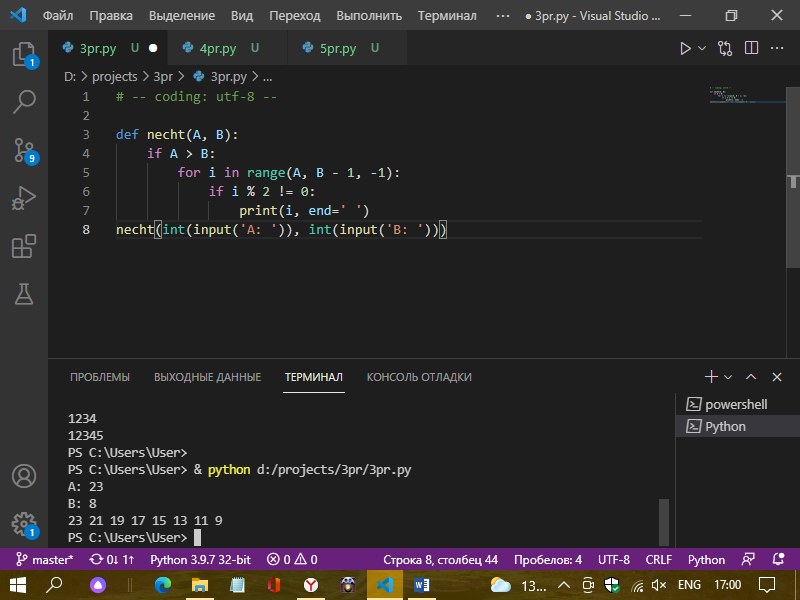 Файл Правка Выделение Вид Переход Выполнить Терминал ··· ● 3pr.py - Visual Studio ...
3pr.py U ● 4pr.py U 5pr.py U
D: > projects > 3pr > 3pr.py > ...
1 # -- coding: utf-8 --
2
3 def necht(A, B):
4 if A > B:
5 for i in range(A, B - 1, -1):
6 if i % 2 != 0:
7 print(i, end=' ')
8 necht(int(input('A: ')), int(input('B: ')))
1
9
ПРОБЛЕМЫ ВЫХОДНЫЕ ДАННЫЕ ТЕРМИНАЛ КОНСОЛЬ ОТЛАДКИ
1234
12345
PS C:\Users\User>
PS C:\Users\User> & python d:/projects/3pr/3pr.py
A: 23
B: 8
23 21 19 17 15 13 11 9
PS C:\Users\User>
powershell
Python
1
master* 0↓ 1↑ Python 3.9.7 32-bit 0 0 Строка 8, столбец 44 Пробелов: 4 UTF-8 CRLF Python
13... ENG 17:00